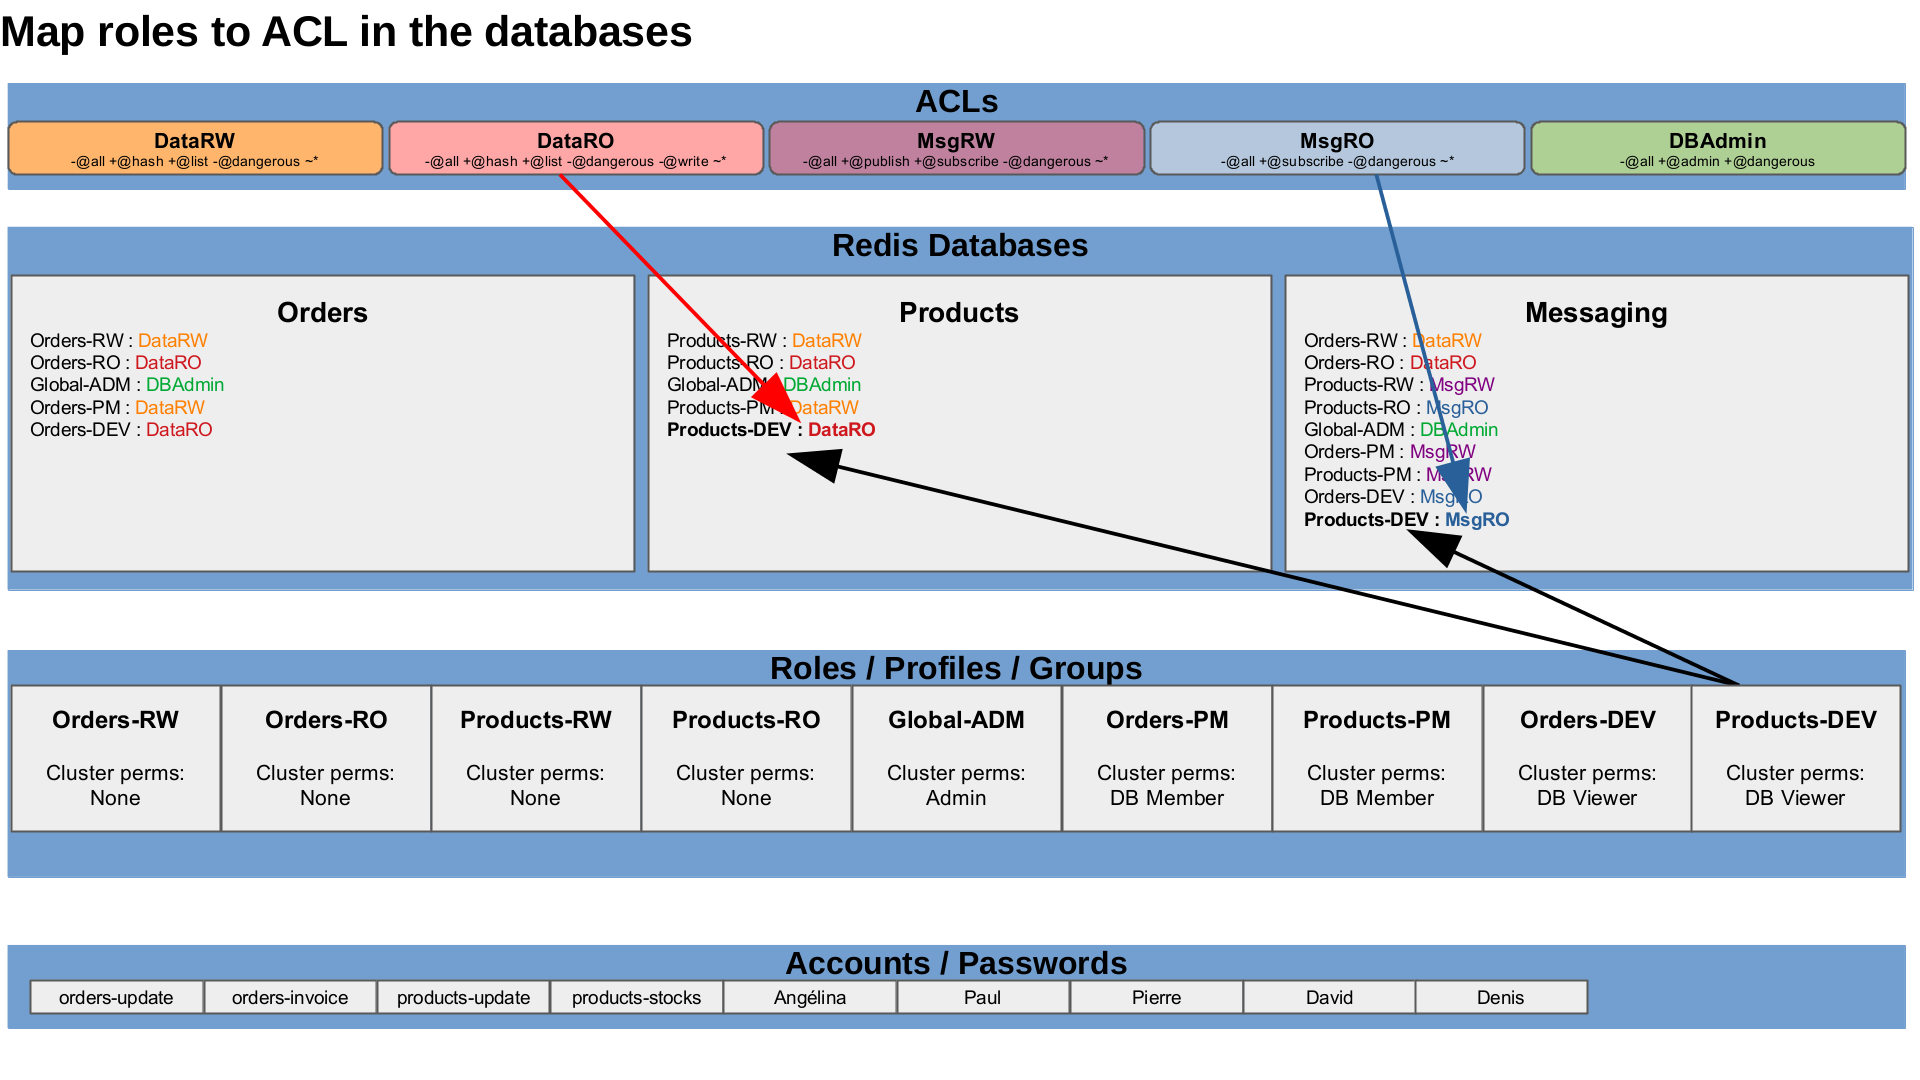 Map roles to ACL in the databases
ACLs
DataRW
-@all +@hash +@list -@dangerous ~*
DataRO
-@all +@hash +@list -@dangerous -@write ~*
MsgRW
-@all +@publish +@subscribe -@dangerous ~*
MsgRO
-@all +@subscribe -@dangerous ~*
DBAdmin
-@all +@admin +@dangerous
Redis Databases
Orders
Orders-RW : DataRW
Orders-RO : DataRO
Global-ADM : DBAdmin
Orders-PM : DataRW
Orders-DEV : DataRO
Products
Products-RW : DataRW
Products-RO : DataRO
Global-ADM : DBAdmin
Products-PM : DataRW
Products-DEV : DataRO
Messaging
Orders-RW : DataRW
Orders-RO : DataRO
Products-RW : MsgRW
Products-RO : MsgRO
Global-ADM : DBAdmin
Orders-PM : MsgRW
Products-PM : MsgRW
Orders-DEV : MsgRO
Products-DEV : MsgRO
Roles / Profiles / Groups
Orders-RW
Cluster perms:
None
Orders-RO
Cluster perms:
None
Products-RW
Cluster perms:
None
Products-RO
Cluster perms:
None
Global-ADM
Cluster perms:
Admin
Orders-PM
Cluster perms:
DB Member
Products-PM
Cluster perms:
DB Member
Orders-DEV
Cluster perms:
DB Viewer
Products-DEV
Cluster perms:
DB Viewer
Accounts / Passwords
orders-update
orders-invoice
products-update
products-stocks
Angélina
Paul
Pierre
David
Denis